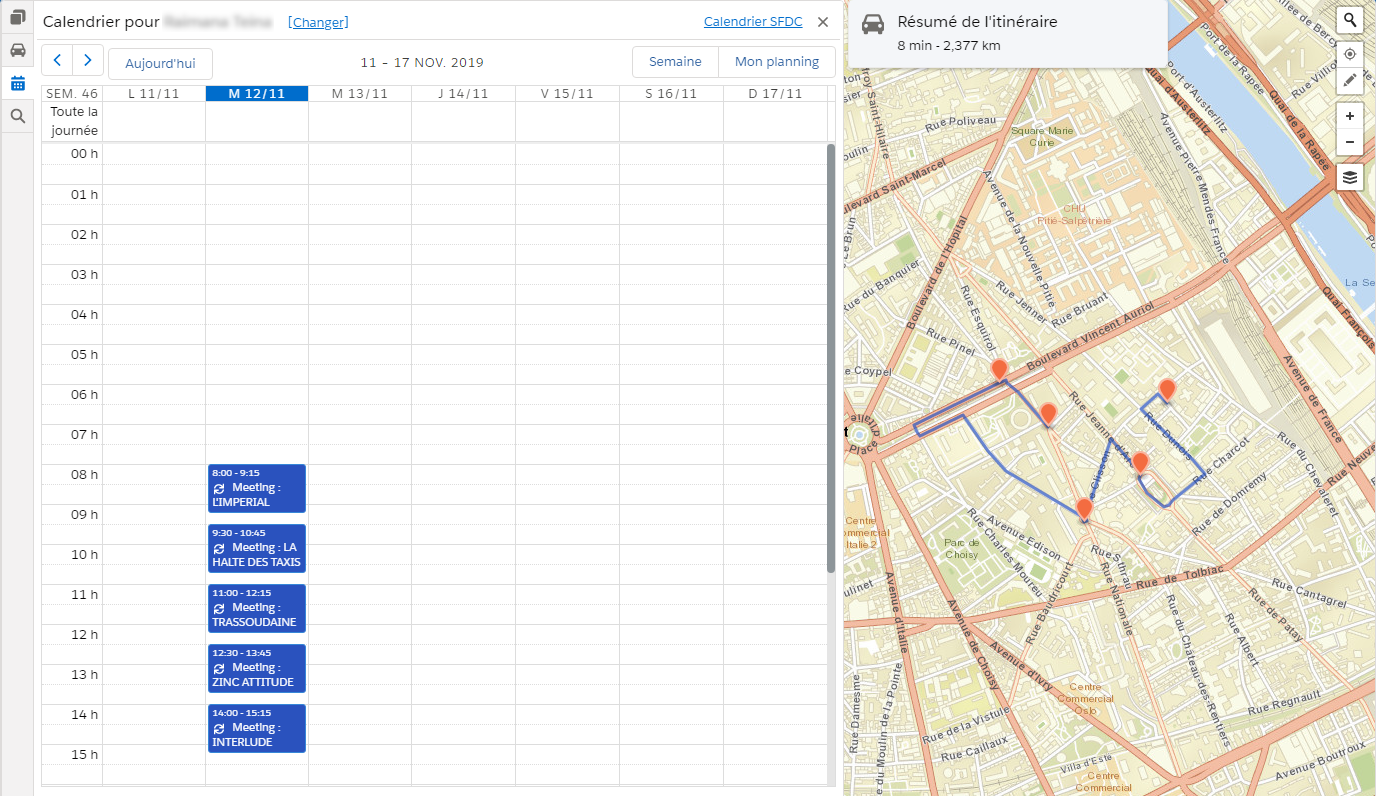 Calendrier pour
[Changer]
Calendrier SFDC
Aujourd'hui
11 – 17 NOV. 2019
Semaine
Mon planning
SEM. 46
L 11/11
M 12/11
M 13/11
J 14/11
V 15/11
S 16/11
D 17/11
Toute la
journée
00 h
01 h
02 h
03 h
04 h
05 h
06 h
07 h
08 h
09 h
10 h
11 h
12 h
13 h
14 h
15 h
8:00 - 9:15
Meeting :
L'IMPERIAL
9:30 - 10:45
Meeting : LA
HALTE DES TAXIS
11:00 - 12:15
Meeting :
TRASSOUDAINE
12:30 - 13:45
Meeting :
ZINC ATTITUDE
14:00 - 15:15
Meeting :
INTERLUDE
Résumé de l'itinéraire
8 min - 2,377 km
+
−
Port de la Rapée
Allée de Bercy
Port d'Austerlitz
Quai d'Austerlitz
Quai de la Rapée
Rue Villiot
Rue Poliveau
Square Marie
Curie
Avenue Pierre Mendès France
Boulevard Saint-Marcel
Avenue de la Nouvelle Pitié
CHU
Pitié-Salpêtrière
Boulevard de l'Hôpital
Rue du Banquier
Rue Jenner
Rue Bruant
Rue Esquirol
Boulevard Vincent Auriol
Rue Pinel
Quai François
Avenue de France
Place
Rue Jeanne d'Arc
Rue Dunois
Rue Charcot
Rue du Chevaleret
Rue de Domremy
Centre
Italie 2
Parc de
Choisy
Avenue Edison
Rue Charles Moureu
Rue Sthrau
Rue Nationale
Rue Baudricourt
Rue de Tolbiac
Rue Cantagrel
Rue de Patay
Rue Albert
Rue du Château-des-Rentiers
Avenue d'Italie
Avenue de Choisy
Avenue d'Ivry
Centre
Commercial
Oslo
Rue Regnault
Rue de la Vistule
Rue Caillaux
Rue Damesme
Rue du Moulin de la Pointe
Villa d'Este
Avenue Boutroux
Centre
Commercial